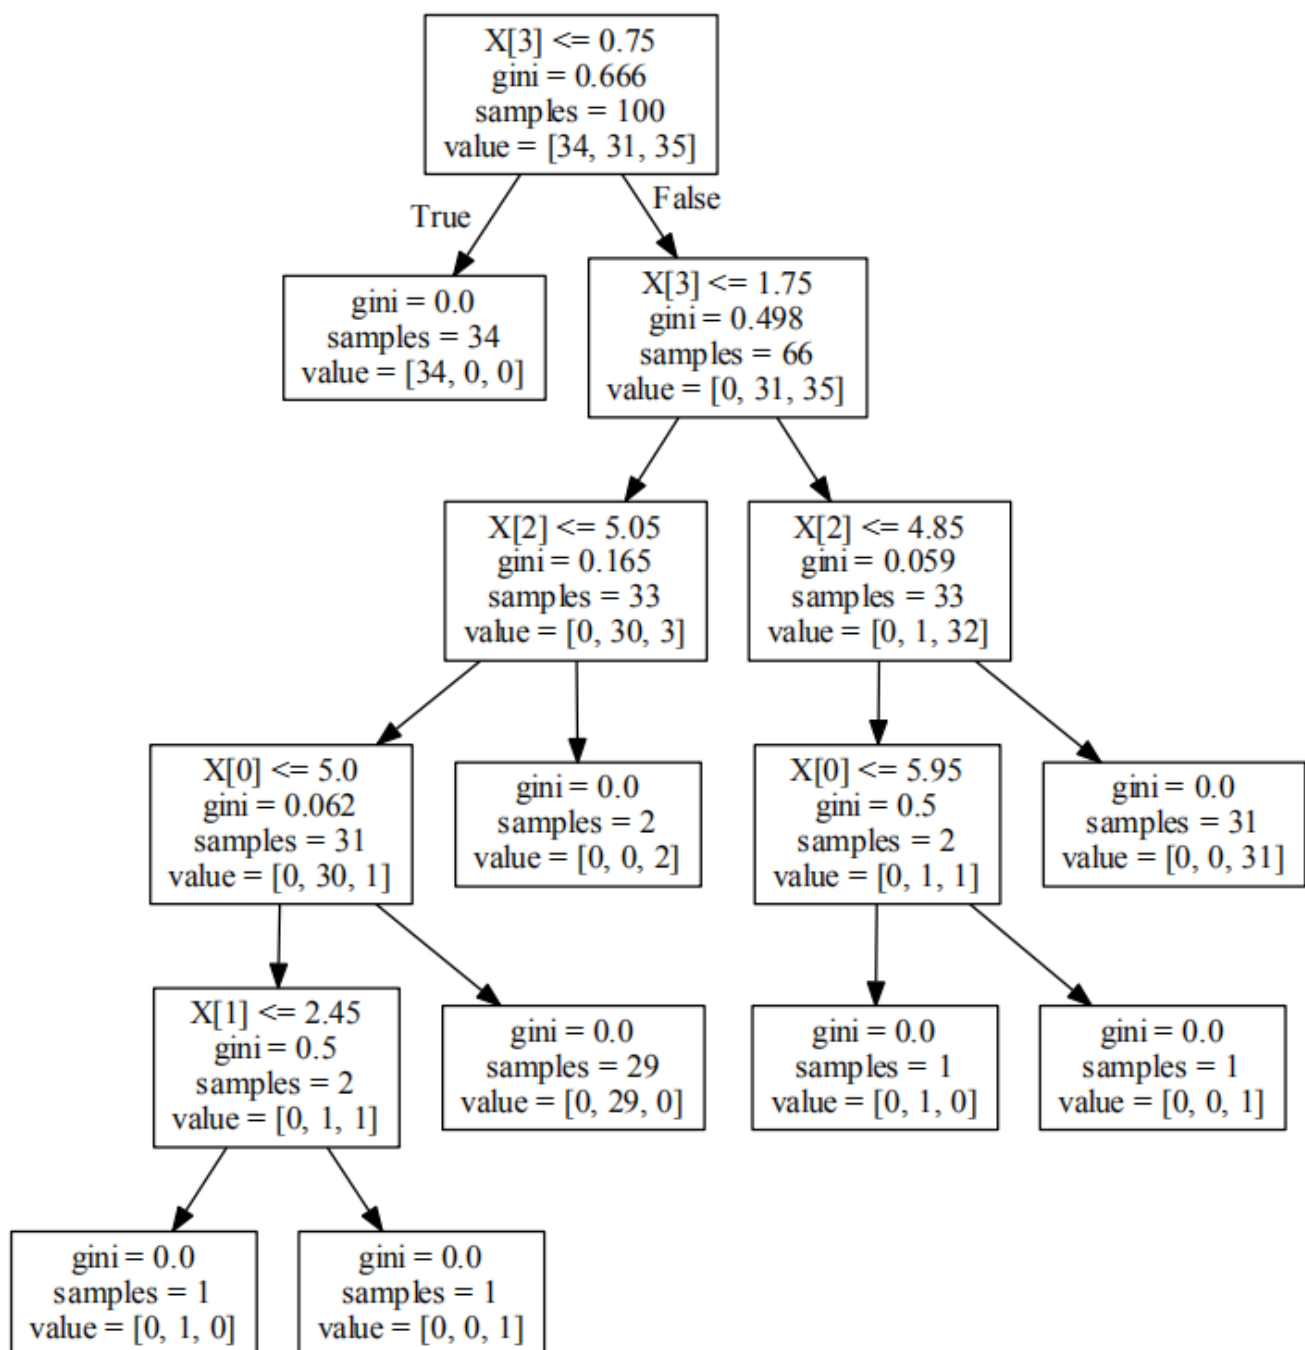 X[3] <= 0.75
gini = 0.666
samples = 100
value = [34, 31, 35]
True
False
gini = 0.0
samples = 34
value = [34, 0, 0]
X[3] <= 1.75
gini = 0.498
samples = 66
value = [0, 31, 35]
X[2] <= 5.05
gini = 0.165
samples = 33
value = [0, 30, 3]
X[2] <= 4.85
gini = 0.059
samples = 33
value = [0, 1, 32]
X[0] <= 5.0
gini = 0.062
samples = 31
value = [0, 30, 1]
gini = 0.0
samples = 2
value = [0, 0, 2]
X[0] <= 5.95
gini = 0.5
samples = 2
value = [0, 1, 1]
gini = 0.0
samples = 31
value = [0, 0, 31]
X[1] <= 2.45
gini = 0.5
samples = 2
value = [0, 1, 1]
gini = 0.0
samples = 29
value = [0, 29, 0]
gini = 0.0
samples = 1
value = [0, 1, 0]
gini = 0.0
samples = 1
value = [0, 0, 1]
gini = 0.0
samples = 1
value = [0, 1, 0]
gini = 0.0
samples = 1
value = [0, 0, 1]